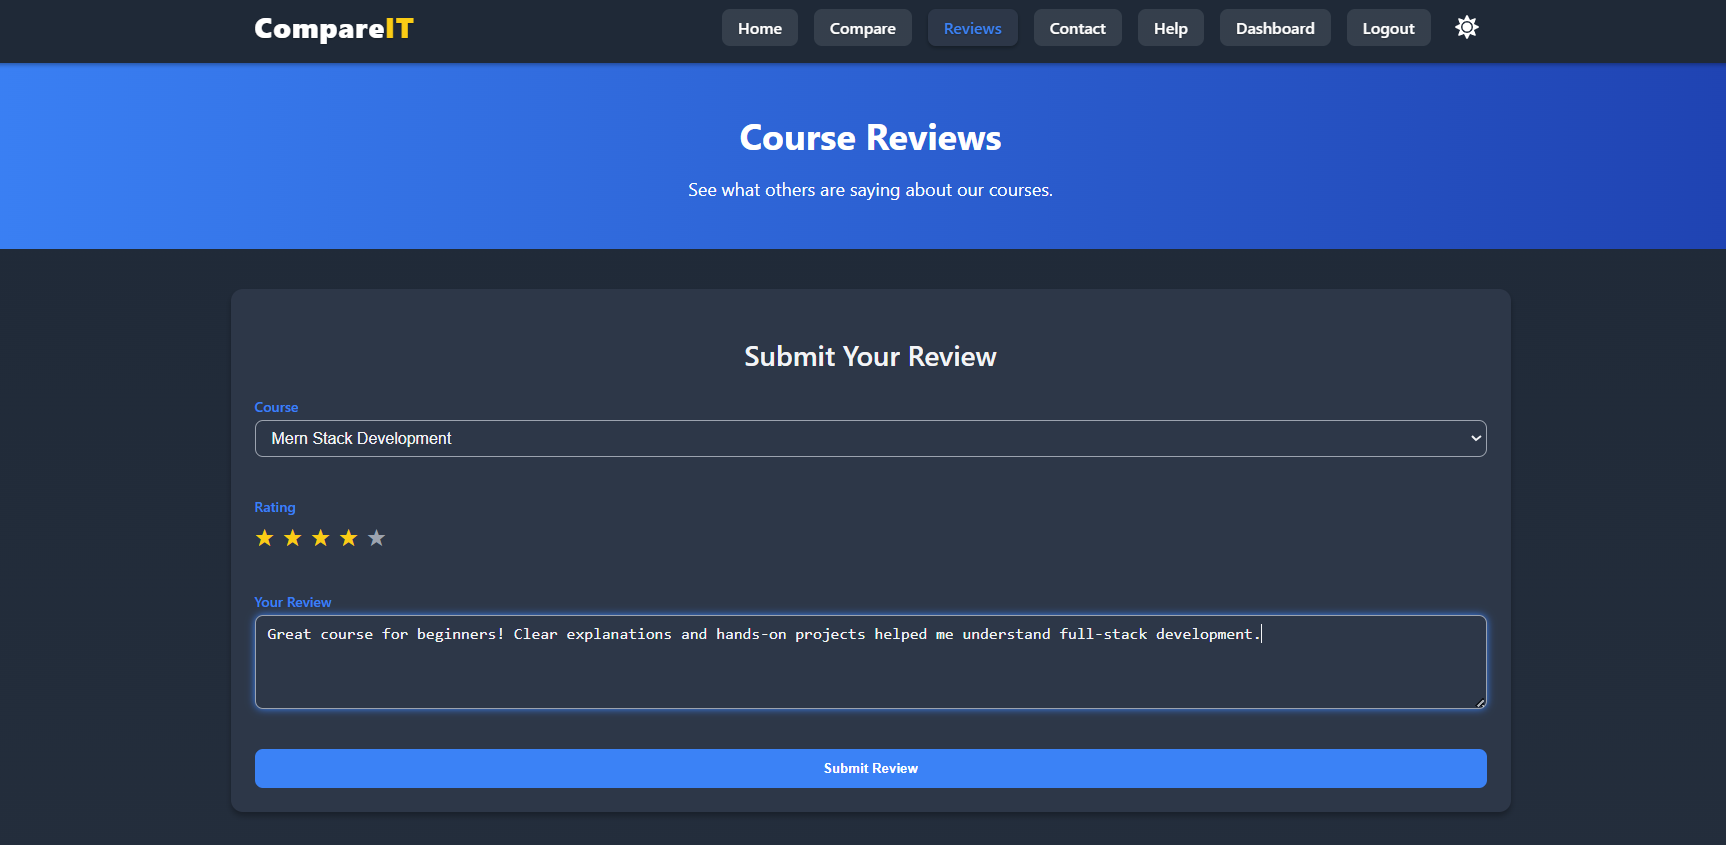 CompareIT
Home Compare Reviews Contact Help Dashboard Logout
Course Reviews
See what others are saying about our courses.
Submit Your Review
Course
Mern Stack Development
Rating
Your Review
Great course for beginners! Clear explanations and hands-on projects helped me understand full-stack development.
Submit Review